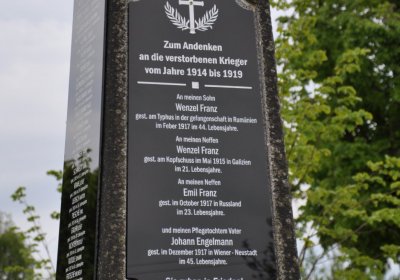 Zum Andenken
an die verstorbenen Krieger
vom Jahre 1914 bis 1919
An meinen Sohn
Wenzel Franz
gest. am Typhus in der gefangenschaft in Rumänien
im Feber 1917 im 44. Lebensjahre.
An meinen Neffen
Wenzel Franz
gest. am Kopfschuss im Mai 1915 in Galizien
im 21. Lebensjahre.
An meinen Neffen
Emil Franz
gest. im October 1917 in Russland
im 23. Lebensjahre.
und meinen Pflegetochtern Vater
Johann Engelmann
gest. im Dezember 1917 in Wiener - Neustadt
im 45. Lebensjahre.